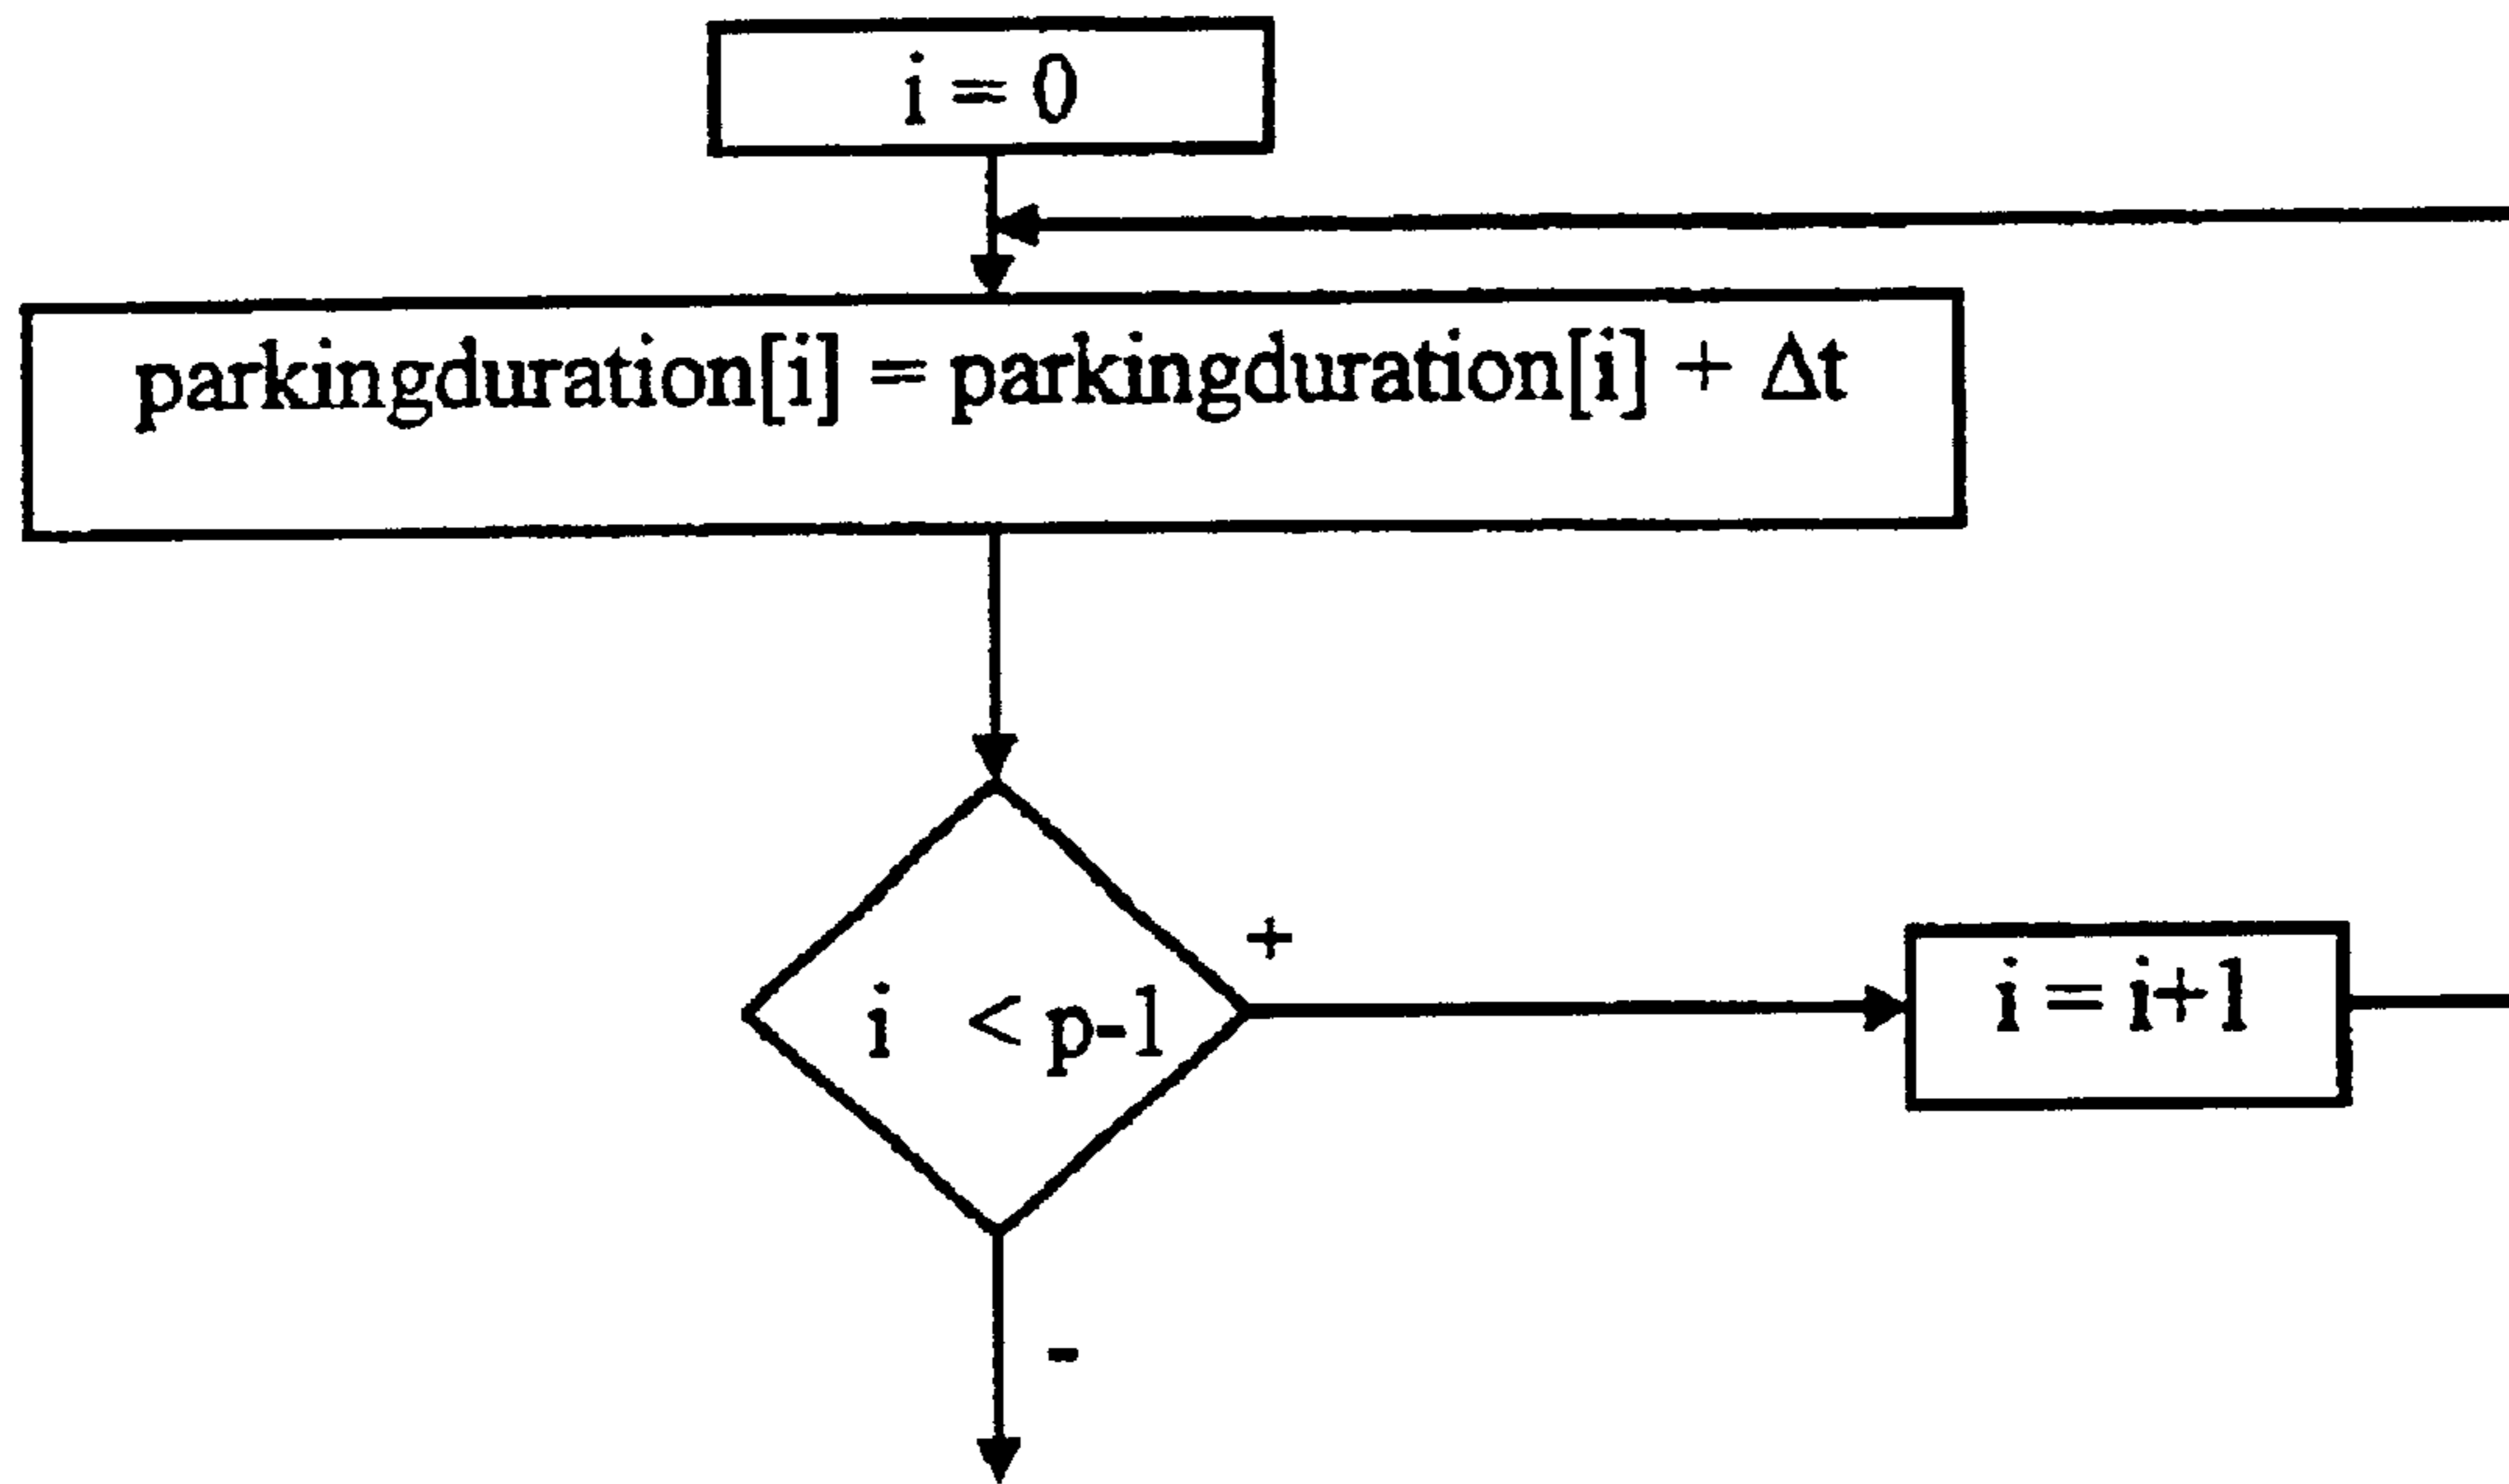 i = 0
parkingduration[i] = parkingduration[i] + Δt
+
i < p-1
i = i+1
-